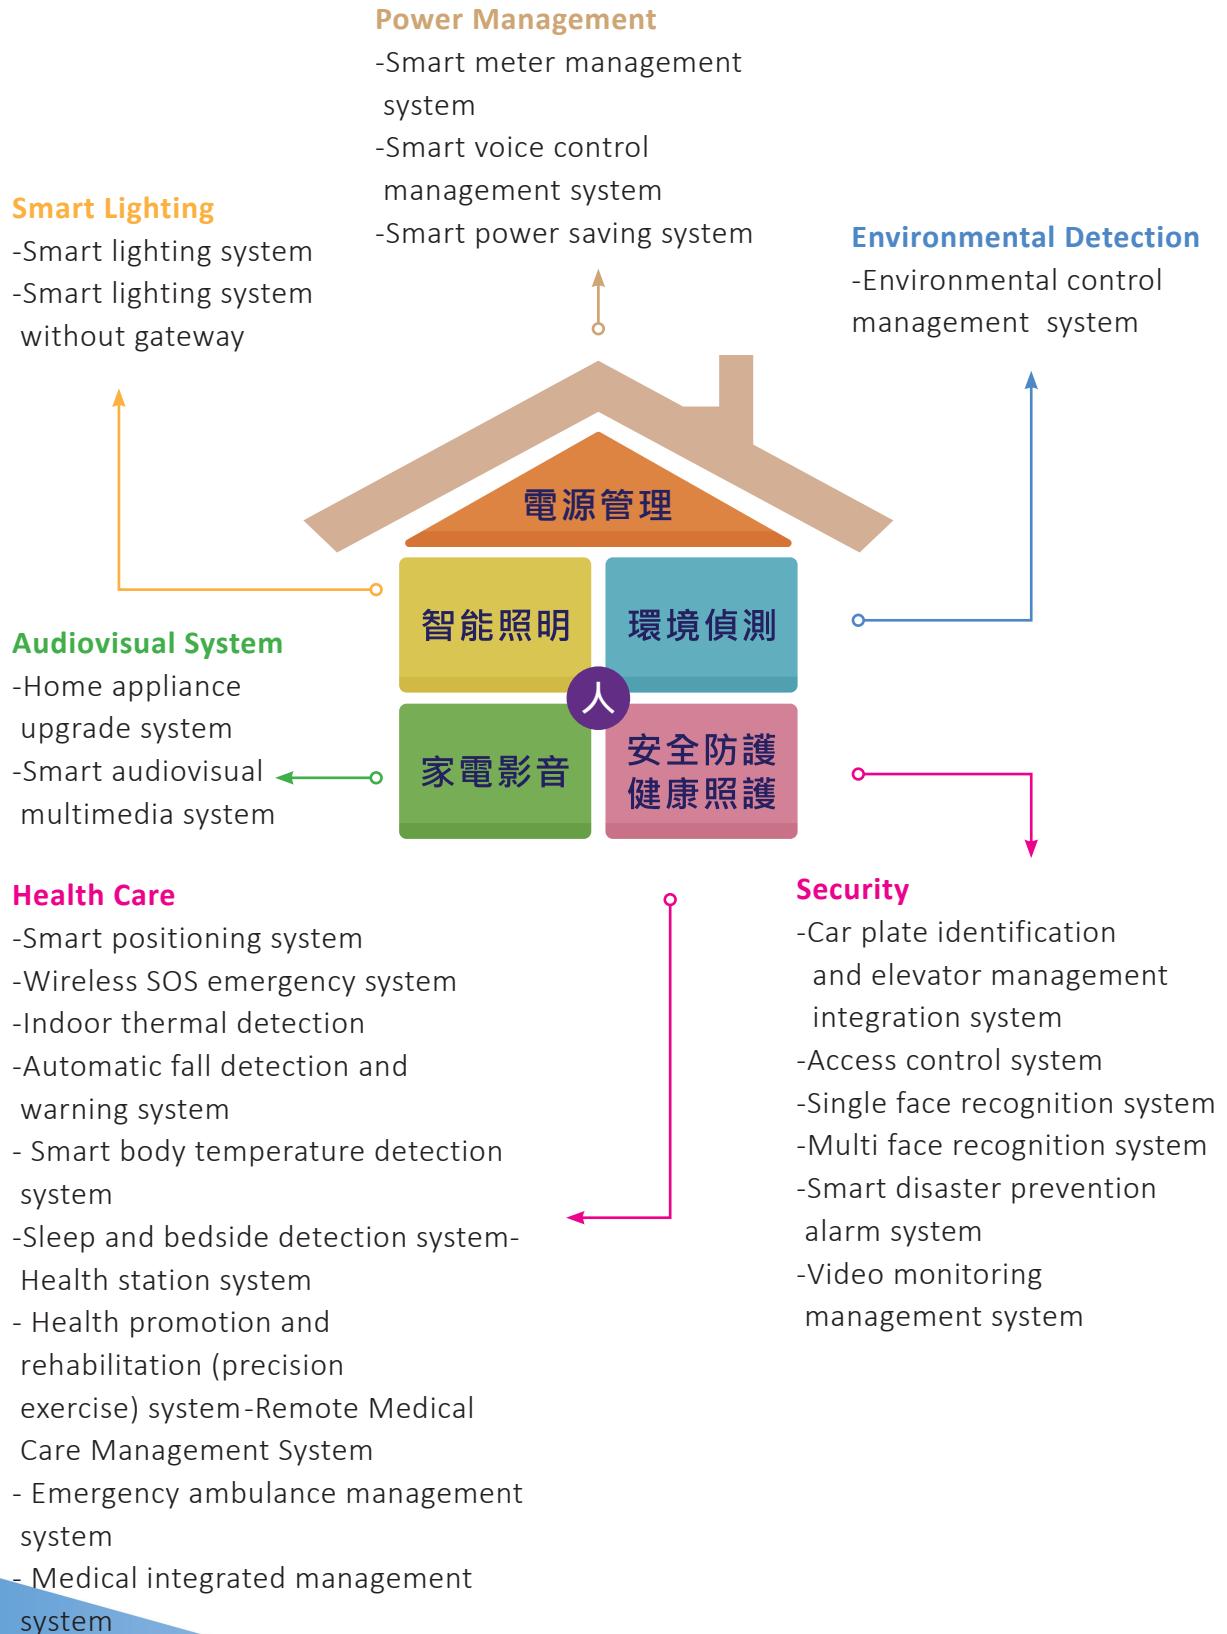 Power Management
-Smart meter management
system
-Smart voice control
management system
-Smart power saving system
Smart Lighting
-Smart lighting system
-Smart lighting system
without gateway
Environmental Detection
-Environmental control
management system
電源管理
智能照明
環境偵測
人
家電影音
安全防護
健康照護
Audiovisual System
-Home appliance
upgrade system
-Smart audiovisual
multimedia system
Health Care
-Smart positioning system
-Wireless SOS emergency system
-Indoor thermal detection
-Automatic fall detection and
warning system
- Smart body temperature detection
system
-Sleep and bedside detection system-
Health station system
- Health promotion and
rehabilitation (precision
exercise) system-Remote Medical
Care Management System
- Emergency ambulance management
system
- Medical integrated management
system
Security
-Car plate identification
and elevator management
integration system
-Access control system
-Single face recognition system
-Multi face recognition system
-Smart disaster prevention
alarm system
-Video monitoring
management system